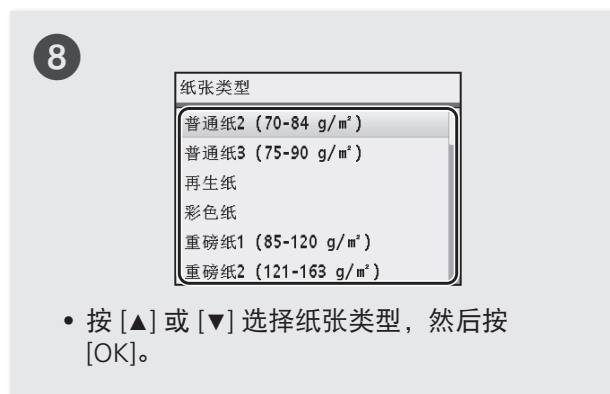 8
纸张类型
普通纸2 (70-84 g/m²)
普通纸3 (75-90 g/m²)
再生纸
彩色纸
重磅纸1 (85-120 g/m²)
重磅纸2 (121-163 g/m²)
• 按 [▲] 或 [▼] 选择纸张类型，然后按
[OK]。